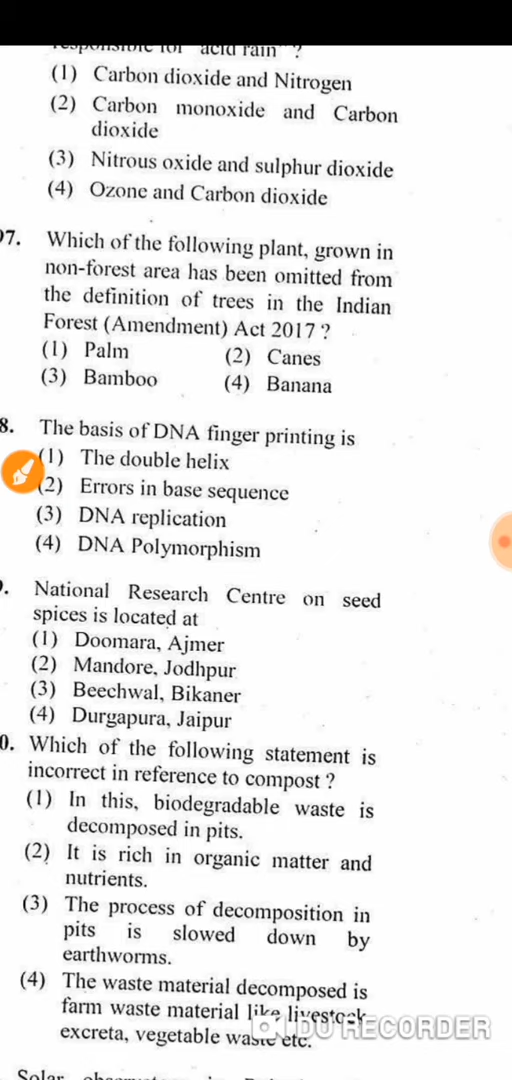 responsible for "acid rain" ?
(1) Carbon dioxide and Nitrogen
(2) Carbon monoxide and Carbon
dioxide
(3) Nitrous oxide and sulphur dioxide
(4) Ozone and Carbon dioxide
97. Which of the following plant, grown in
non-forest area has been omitted from
the definition of trees in the Indian
Forest (Amendment) Act 2017 ?
(1) Palm (2) Canes
(3) Bamboo (4) Banana
8. The basis of DNA finger printing is
(1) The double helix
(2) Errors in base sequence
(3) DNA replication
(4) DNA Polymorphism
. National Research Centre on seed
spices is located at
(1) Doomara, Ajmer
(2) Mandore, Jodhpur
(3) Beechwal, Bikaner
(4) Durgapura, Jaipur
0. Which of the following statement is
incorrect in reference to compost ?
(1) In this, biodegradable waste is
decomposed in pits.
(2) It is rich in organic matter and
nutrients.
(3) The process of decomposition in
pits is slowed down by
earthworms.
(4) The waste material decomposed is
farm waste material like livestock
excreta, vegetable waste etc.
DU RECORDER
Solar